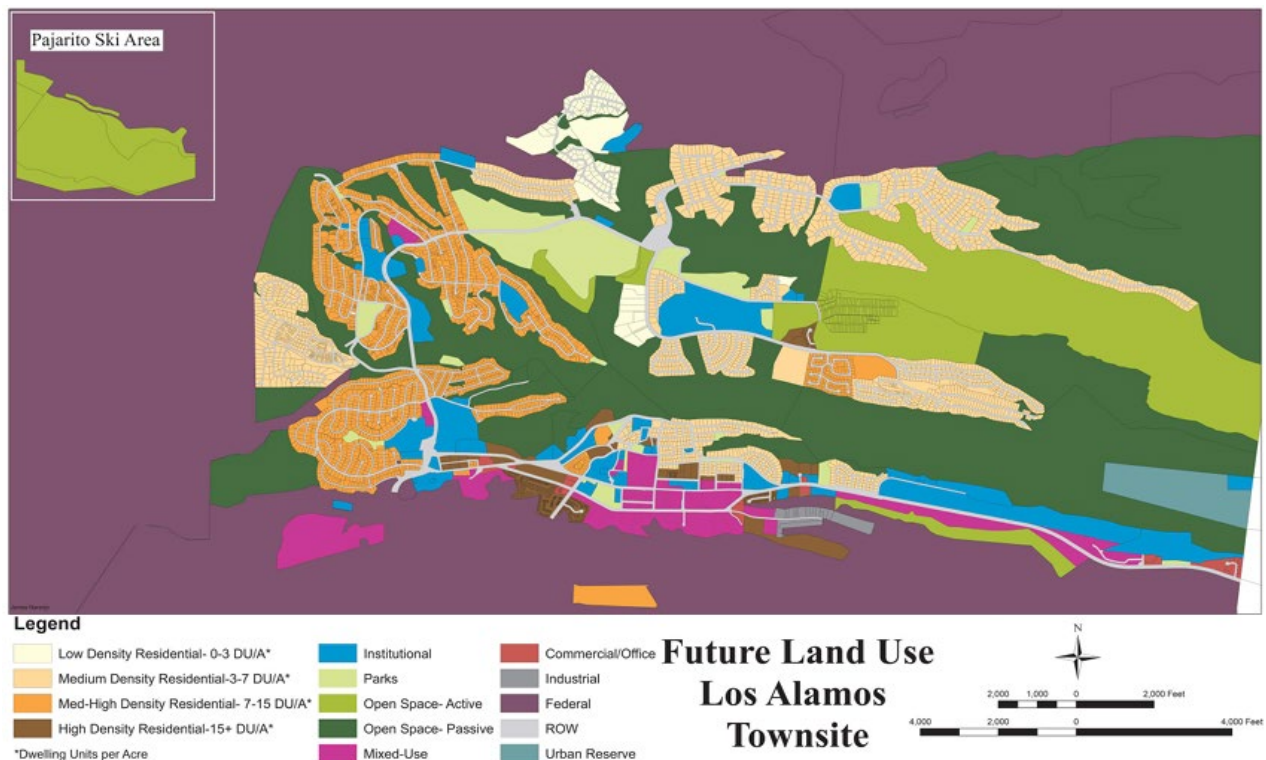 Pajarito Ski Area
Legend
Low Density Residential- 0-3 DU/A*
Medium Density Residential-3-7 DU/A*
Med-High Density Residential- 7-15 DU/A*
High Density Residential-15+ DU/A*
*Dwelling Units per Acre
Institutional
Parks
Open Space- Active
Open Space- Passive
Mixed-Use
Commercial/Office
Industrial
Federal
ROW
Urban Reserve
Future Land Use
Los Alamos
Townsite
N
2,000 1,000 0 2,000 Feet
4,000 2,000 0 4,000 Feet